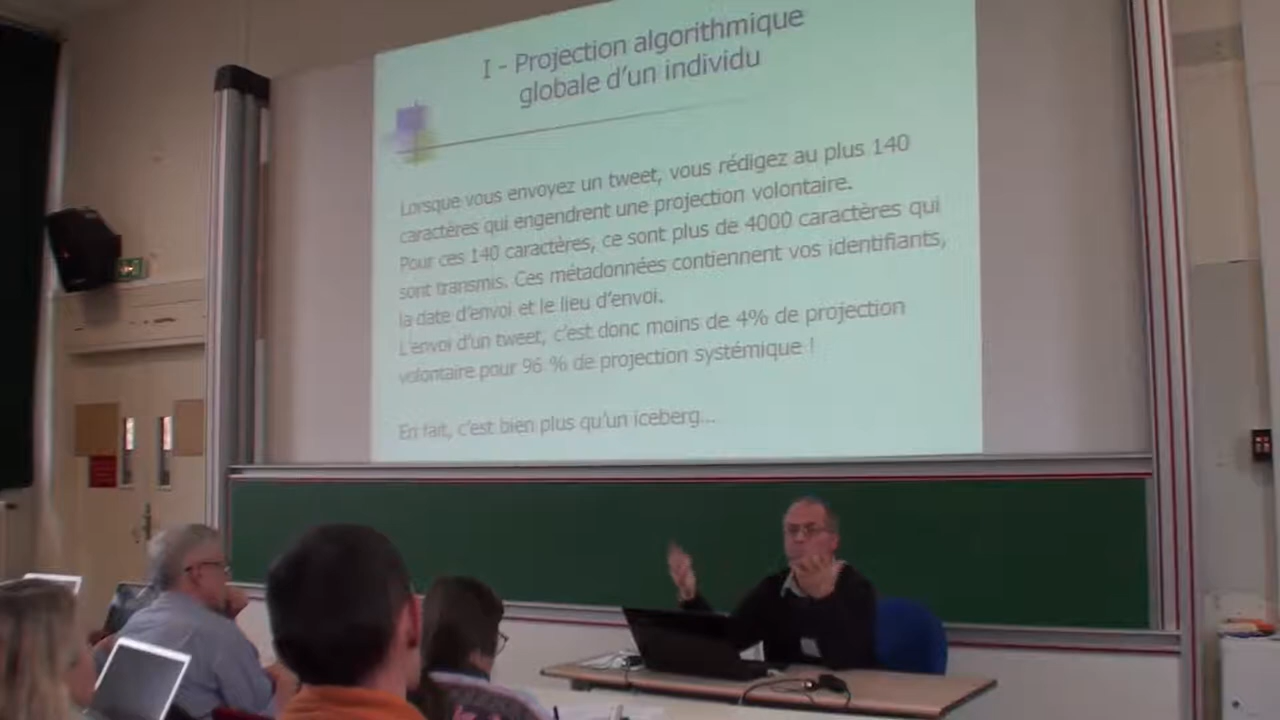 I - Projection algorithmique
globale d'un individu
Lorsque vous envoyez un tweet, vous rédigez au plus 140
caractères qui engendrent une projection volontaire.
Pour ces 140 caractères, ce sont plus de 4000 caractères qui
sont transmis. Ces métadonnées contiennent vos identifiants,
la date d'envoi et le lieu d'envoi.
L'envoi d'un tweet, c'est donc moins de 4% de projection
volontaire pour 96 % de projection systémique !
En fait, c'est bien plus qu'un iceberg...